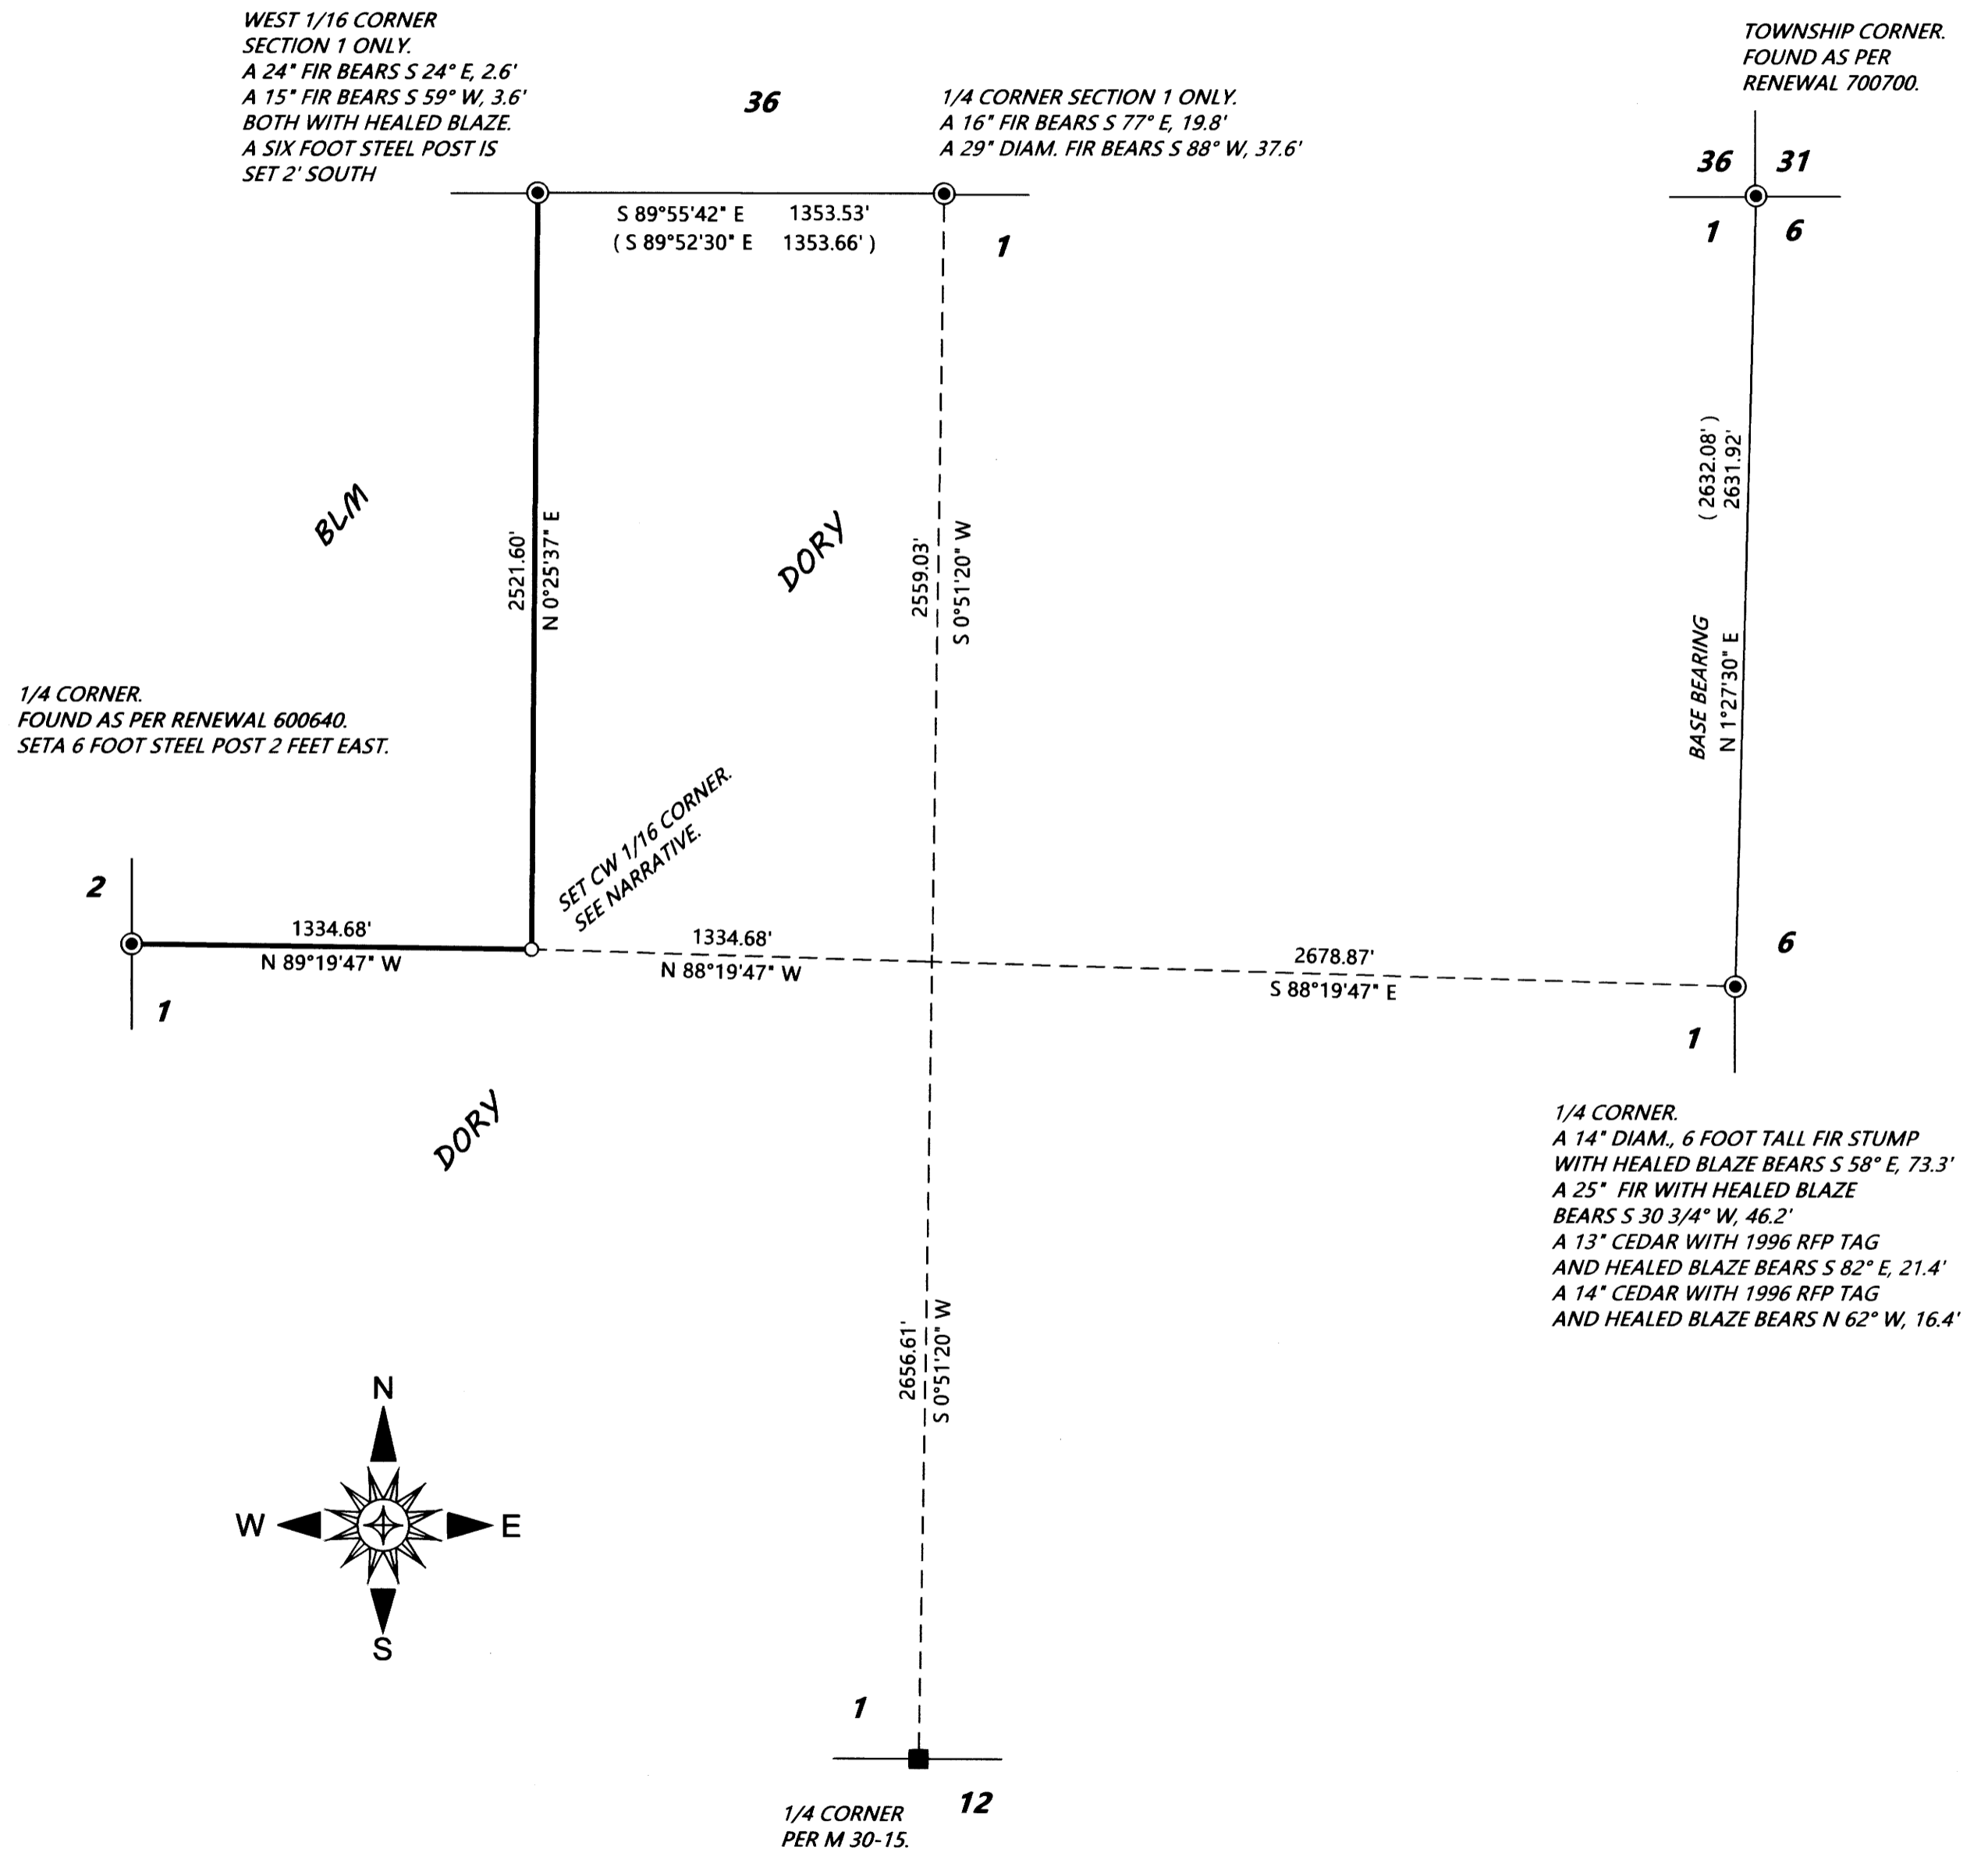 WEST 1/16 CORNER
SECTION 1 ONLY.
A 24" FIR BEARS S 24° E, 2.6'
A 15" FIR BEARS S 59° W, 3.6'
BOTH WITH HEALED BLAZE.
A SIX FOOT STEEL POST IS
SET 2' SOUTH
36
1/4 CORNER SECTION 1 ONLY.
A 16" FIR BEARS S 77° E, 19.8'
A 29" DIAM. FIR BEARS S 88° W, 37.6'
TOWNSHIP CORNER.
FOUND AS PER
RENEWAL 700700.
36 31
1 6
S 89°55'42" E 1353.53'
( S 89°52'30" E 1353.66' )
1
BLM
2521.60'
N 0°25'37" E
DORY
2559.03'
S 0°51'20" W
( 2632.08' )
2631.92'
BASE BEARING
N 1°27'30" E
1/4 CORNER.
FOUND AS PER RENEWAL 600640.
SETA 6 FOOT STEEL POST 2 FEET EAST.
SET CW 1/16 CORNER.
SEE NARRATIVE.
2
1334.68'
N 89°19'47" W
1
1334.68'
N 88°19'47" W
2678.87'
S 88°19'47" E
6
1
DORY
1/4 CORNER.
A 14" DIAM., 6 FOOT TALL FIR STUMP
WITH HEALED BLAZE BEARS S 58° E, 73.3'
A 25" FIR WITH HEALED BLAZE
BEARS S 30 3/4° W, 46.2'
A 13" CEDAR WITH 1996 RFP TAG
AND HEALED BLAZE BEARS S 82° E, 21.4'
A 14" CEDAR WITH 1996 RFP TAG
AND HEALED BLAZE BEARS N 62° W, 16.4'
2656.61'
S 0°51'20" W
N
W E
S
1
12
1/4 CORNER
PER M 30-15.